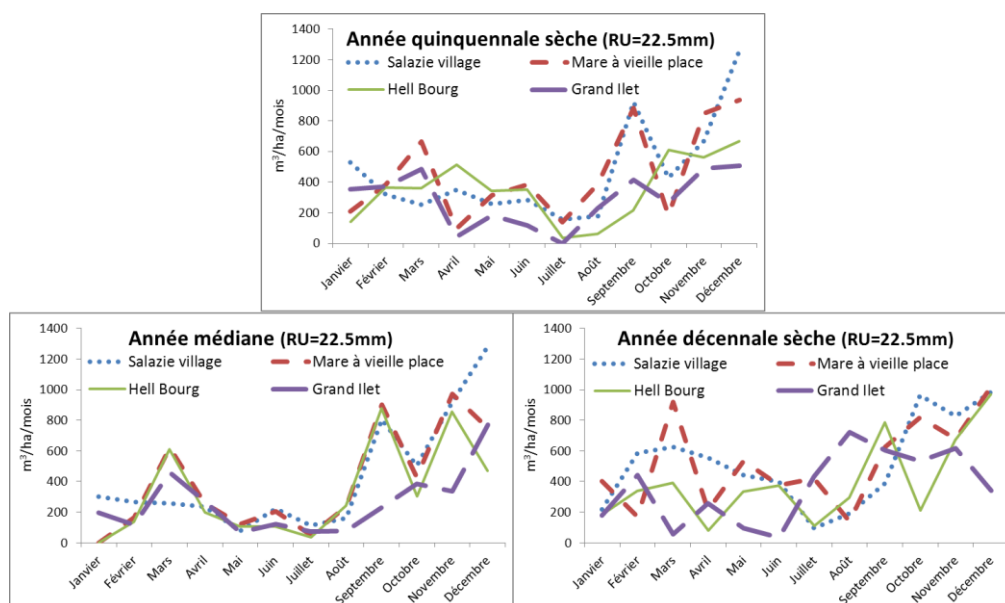 Année quinquennale sèche (RU=22.5mm)
Salazie village
Mare à vieille place
Hell Bourg
Grand Ilet
m³/ha/mois
1400
1200
1000
800
600
400
200
0
Janvier
Février
Mars
Avril
Mai
Juin
Juillet
Août
Septembre
Octobre
Novembre
Décembre
Année médiane (RU=22.5mm)
Salazie village
Mare à vieille place
Hell Bourg
Grand Ilet
m³/ha/mois
1400
1200
1000
800
600
400
200
0
Janvier
Février
Mars
Avril
Mai
Juin
Juillet
Août
Septembre
Octobre
Novembre
Décembre
Année décennale sèche (RU=22.5mm)
Salazie village
Mare à vieille place
Hell Bourg
Grand Ilet
m³/ha/mois
1400
1200
1000
800
600
400
200
0
Janvier
Février
Mars
Avril
Mai
Juin
Juillet
Août
Septembre
Octobre
Novembre
Décembre